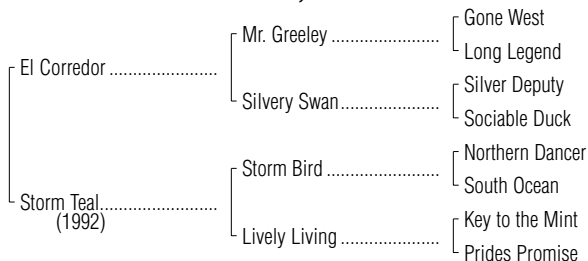 Gone West
Mr. Greeley ........................
Long Legend
El Corredor ........................
Silver Deputy
Silvery Swan......................
Sociable Duck
Northern Dancer
Storm Bird .........................
South Ocean
Storm Teal..........................
(1992)
Key to the Mint
Lively Living ......................
Prides Promise